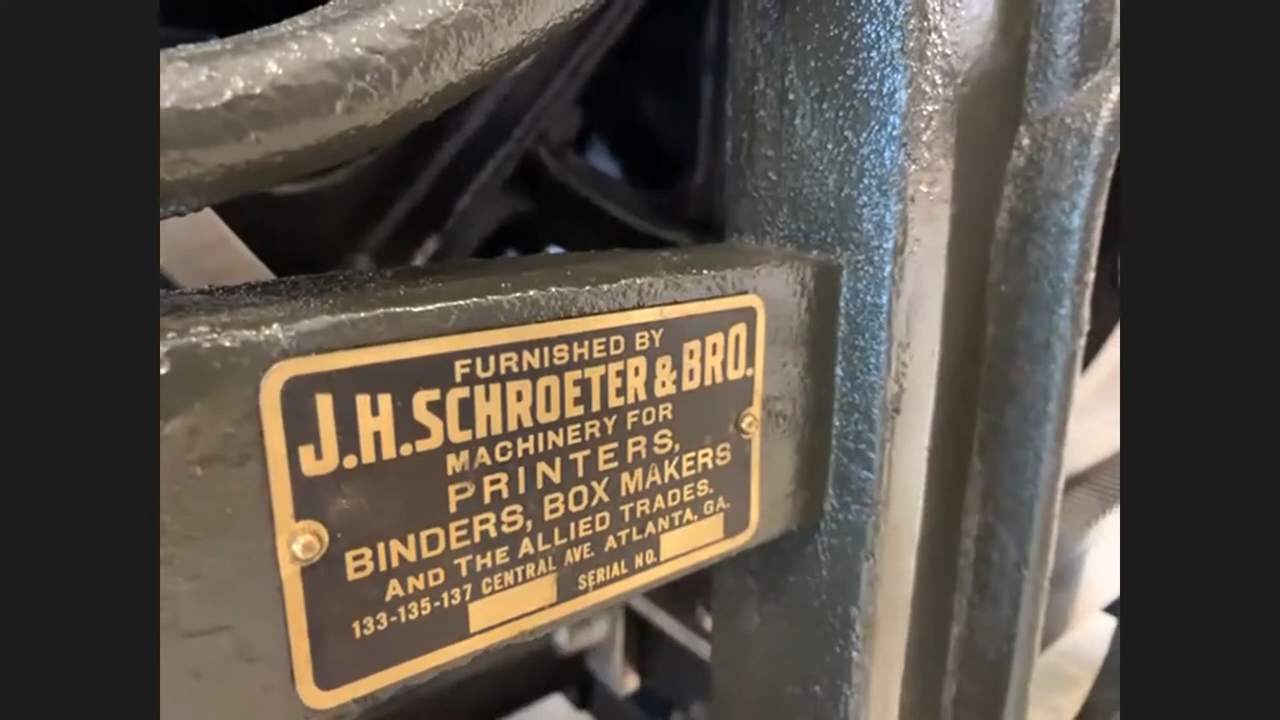 FURNISHED BY
J.H. SCHROETER & BRO.
MACHINERY FOR
PRINTERS,
BINDERS, BOX MAKERS
AND THE ALLIED TRADES.
133-135-137 CENTRAL AVE. ATLANTA, GA.
SERIAL NO.